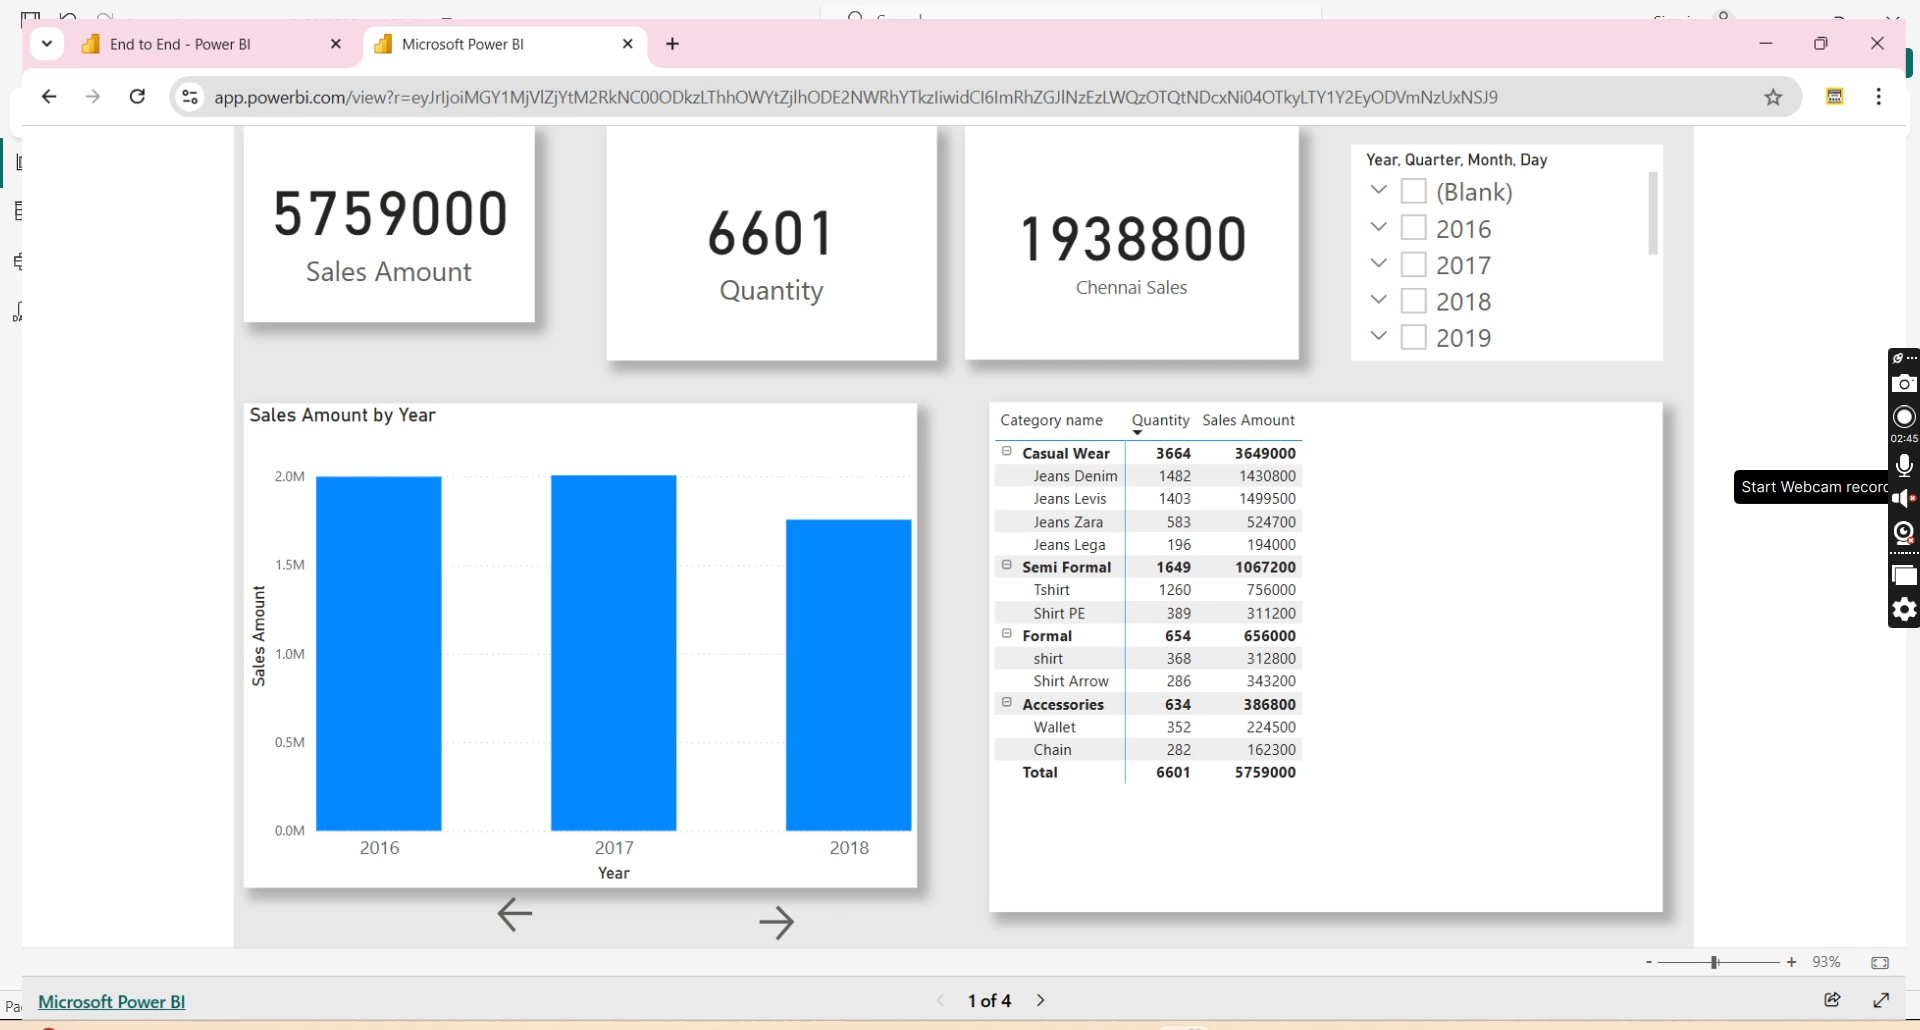 End to End - Power BI
Microsoft Power BI
app.powerbi.com/view?r=eyJrIjoiMGY1MjVlZjYtM2RkNC00ODkzLThhOWYtZjlhODE2NWRhYTkzIiwidCI6ImRhZGJlNzEzLWQzOTQtNDcxNi04OTkyLTY1Y2EyODVmNzUxNSJ9
5759000
Sales Amount
6601
Quantity
1938800
Chennai Sales
Year, Quarter, Month, Day
(Blank)
2016
2017
2018
2019
02:45
Sales Amount by Year
2.0M
1.5M
1.0M
0.5M
0.0M
Sales Amount
2016 2017 2018
Year
Category name Quantity Sales Amount
Casual Wear 3664 3649000
Jeans Denim 1482 1430800
Jeans Levis 1403 1499500
Jeans Zara 583 524700
Jeans Lega 196 194000
Semi Formal 1649 1067200
Tshirt 1260 756000
Shirt PE 389 311200
Formal 654 656000
shirt 368 312800
Shirt Arrow 286 343200
Accessories 634 386800
Wallet 352 224500
Chain 282 162300
Total 6601 5759000
Start Webcam recor
93%
Microsoft Power BI
1 of 4